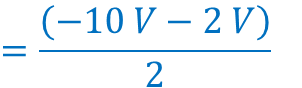 = (−10 V − 2 V)
2